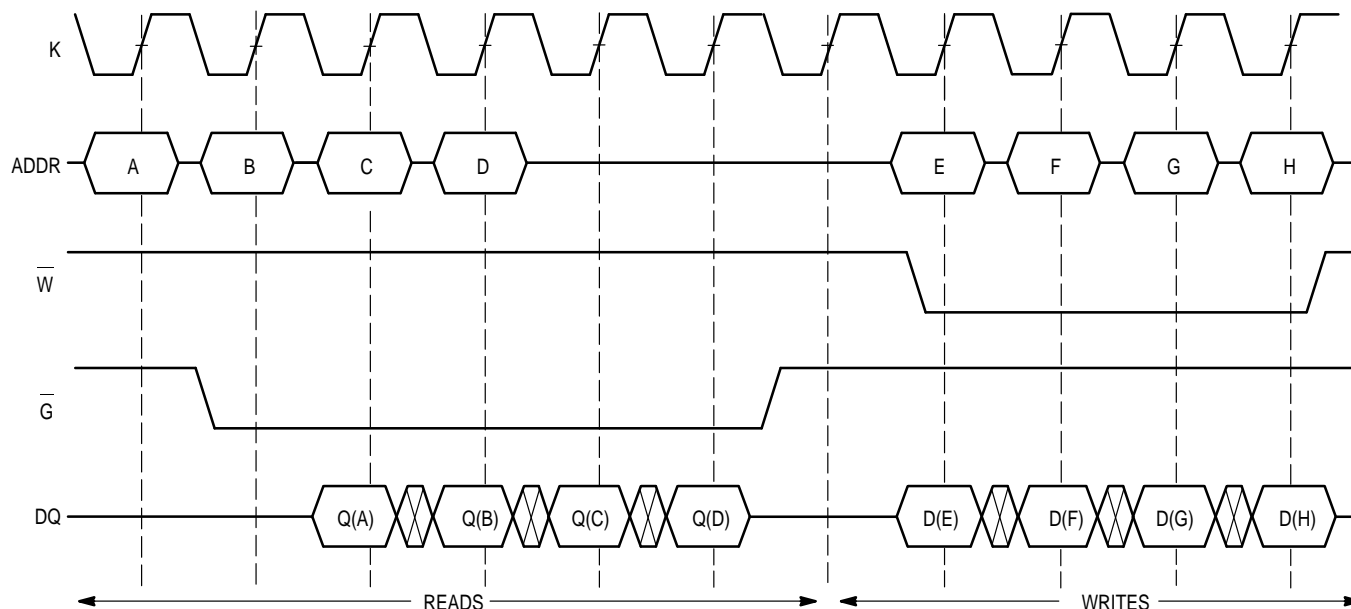 K
ADDR A B C D E F G H
W
G
DQ Q(A) Q(B) Q(C) Q(D) D(E) D(F) D(G) D(H)
READS WRITES